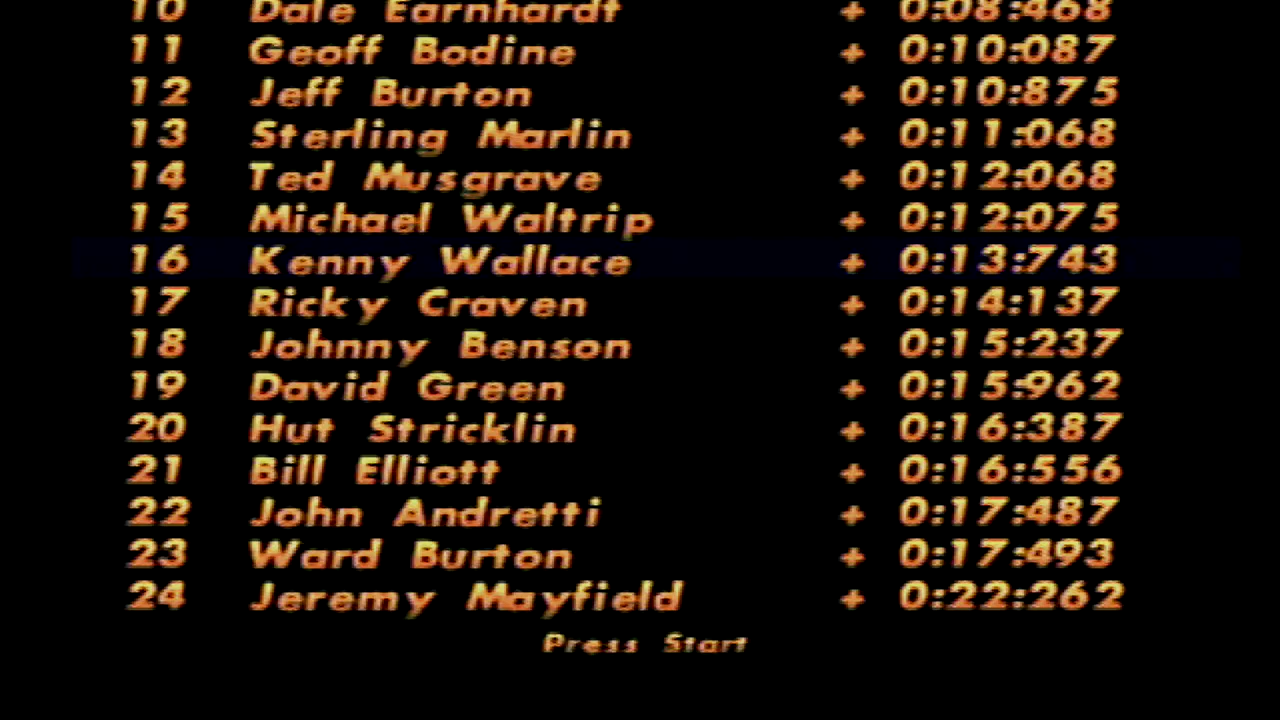 10 Dale Earnhardt + 0:08:468
11 Geoff Bodine + 0:10:087
12 Jeff Burton + 0:10:875
13 Sterling Marlin + 0:11:068
14 Ted Musgrave + 0:12:068
15 Michael Waltrip + 0:12:075
16 Kenny Wallace + 0:13:743
17 Ricky Craven + 0:14:137
18 Johnny Benson + 0:15:237
19 David Green + 0:15:962
20 Hut Stricklin + 0:16:387
21 Bill Elliott + 0:16:556
22 John Andretti + 0:17:487
23 Ward Burton + 0:17:493
24 Jeremy Mayfield + 0:22:262
Press Start